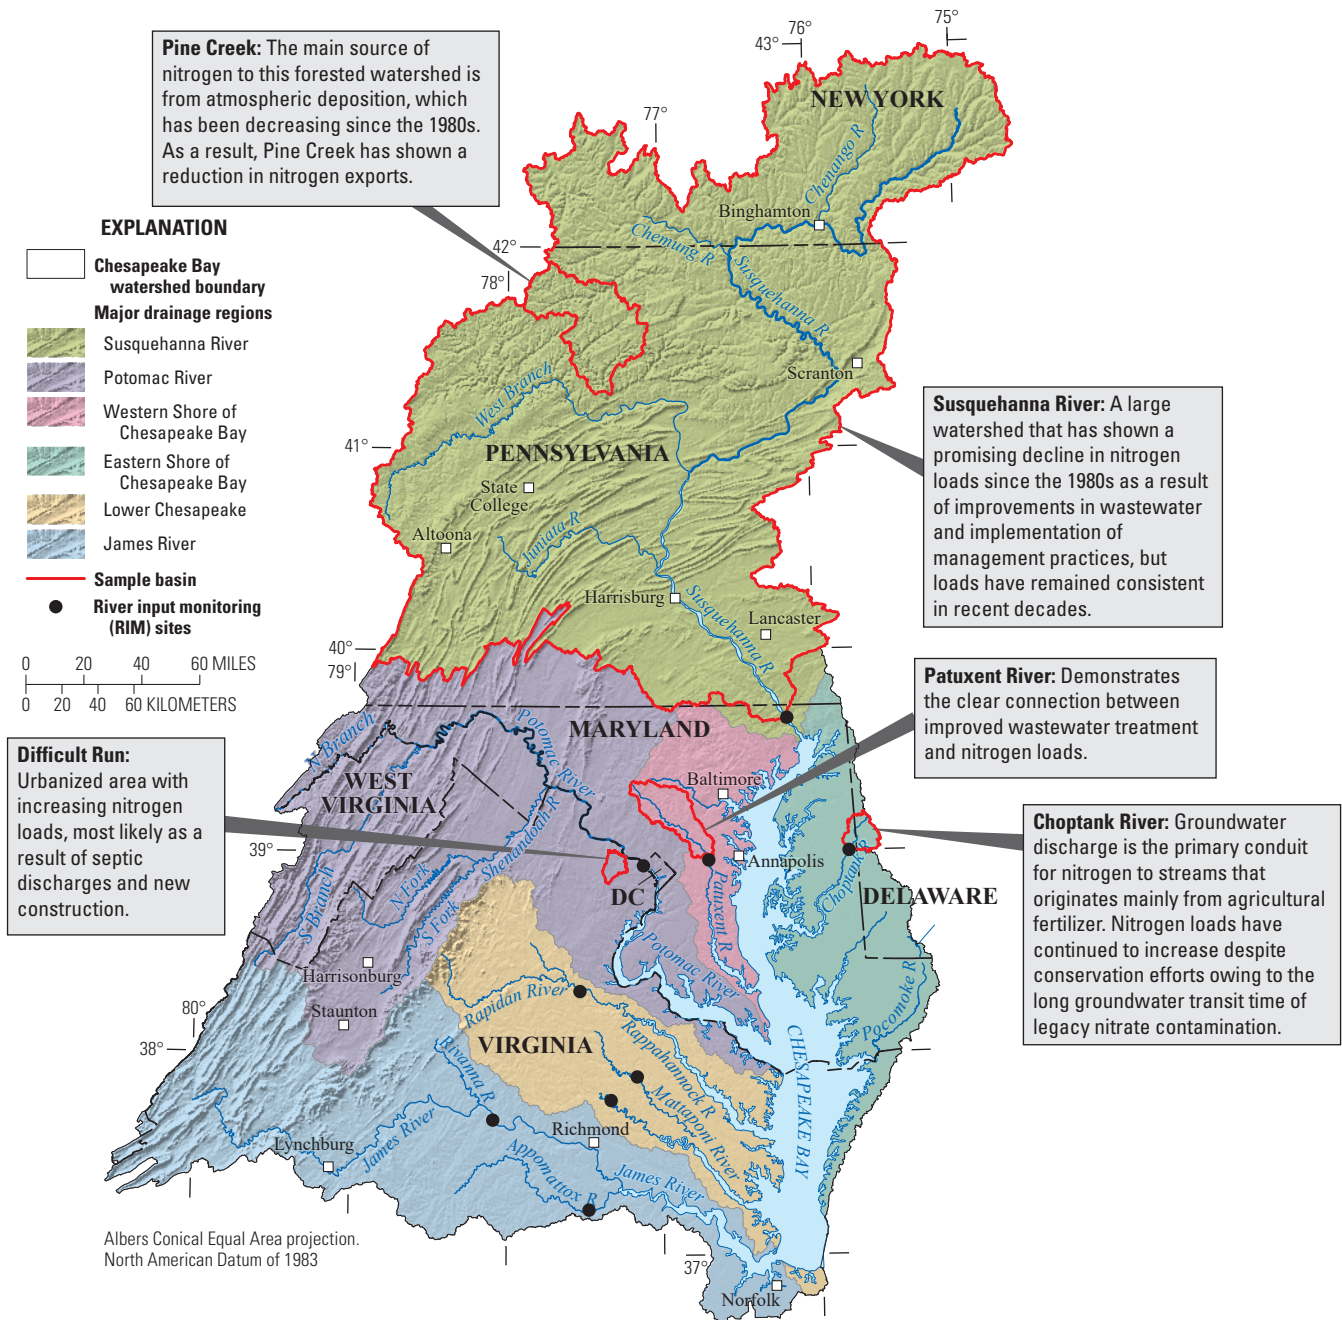 75°
76°
43°
Pine Creek: The main source of
nitrogen to this forested watershed is
from atmospheric deposition, which
has been decreasing since the 1980s.
As a result, Pine Creek has shown a
reduction in nitrogen exports.
NEW YORK
77°
Chenango R
Binghamton
Chemung R
42°
78°
Susquehanna R
Scranton
EXPLANATION
Chesapeake Bay
watershed boundary
Major drainage regions
Susquehanna River
Potomac River
Western Shore of
Chesapeake Bay
Eastern Shore of
Chesapeake Bay
Lower Chesapeake
James River
Sample basin
River input monitoring
(RIM) sites
0 20 40 60 MILES
0 20 40 60 KILOMETERS
West Branch
41°
PENNSYLVANIA
State
College
Altoona
Juniata R
Harrisburg
Susquehanna R
Lancaster
40°
79°
Susquehanna River: A large
watershed that has shown a
promising decline in nitrogen
loads since the 1980s as a result
of improvements in wastewater
and implementation of
management practices, but
loads have remained consistent
in recent decades.
Patuxent River: Demonstrates
the clear connection between
improved wastewater treatment
and nitrogen loads.
Difficult Run:
Urbanized area with
increasing nitrogen
loads, most likely as a
result of septic
discharges and new
construction.
N Branch
Potomac River
MARYLAND
WEST
VIRGINIA
Baltimore
Shenandoah R
39°
N Fork
S Fork
S Branch
DC
Annapolis
Patuxent R
Choptank R
DELAWARE
Choptank River: Groundwater
discharge is the primary conduit
for nitrogen to streams that
originates mainly from agricultural
fertilizer. Nitrogen loads have
continued to increase despite
conservation efforts owing to the
long groundwater transit time of
legacy nitrate contamination.
Harrisonburg
Staunton
Potomac River
Pocomoke R
80°
38°
Rapidan River
VIRGINIA
Rappahannock R
Mattaponi River
CHESAPEAKE BAY
Rivanna R
Richmond
Lynchburg
James River
Appomattox R
James River
37°
Norfolk
Albers Conical Equal Area projection.
North American Datum of 1983